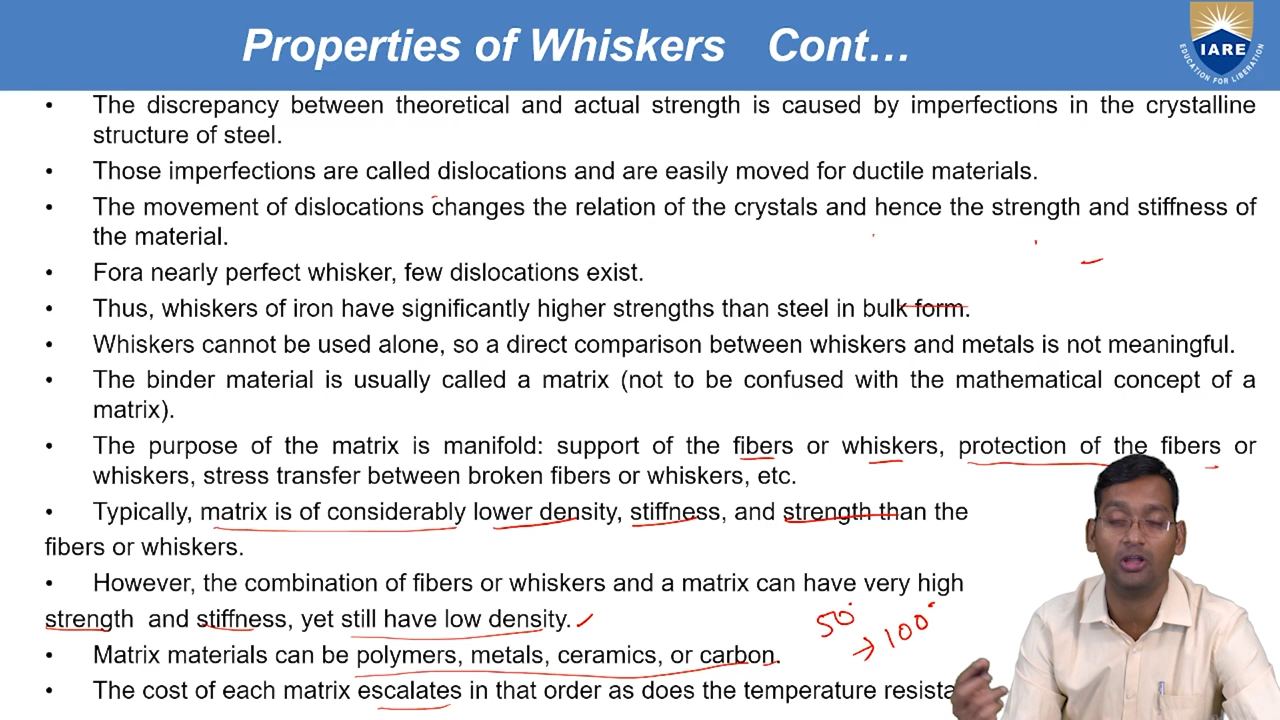 Properties of Whiskers Cont...
IARE
EDUCATION FOR LIBERATION
• The discrepancy between theoretical and actual strength is caused by imperfections in the crystalline
structure of steel.
• Those imperfections are called dislocations and are easily moved for ductile materials.
• The movement of dislocations changes the relation of the crystals and hence the strength and stiffness of
the material.
• Fora nearly perfect whisker, few dislocations exist.
• Thus, whiskers of iron have significantly higher strengths than steel in bulk form.
• Whiskers cannot be used alone, so a direct comparison between whiskers and metals is not meaningful.
• The binder material is usually called a matrix (not to be confused with the mathematical concept of a
matrix).
• The purpose of the matrix is manifold: support of the fibers or whiskers, protection of the fibers or
whiskers, stress transfer between broken fibers or whiskers, etc.
• Typically, matrix is of considerably lower density, stiffness, and strength than the
fibers or whiskers.
• However, the combination of fibers or whiskers and a matrix can have very high
strength and stiffness, yet still have low density. ✓
50° → 100°
• Matrix materials can be polymers, metals, ceramics, or carbon.
• The cost of each matrix escalates in that order as does the temperature resista